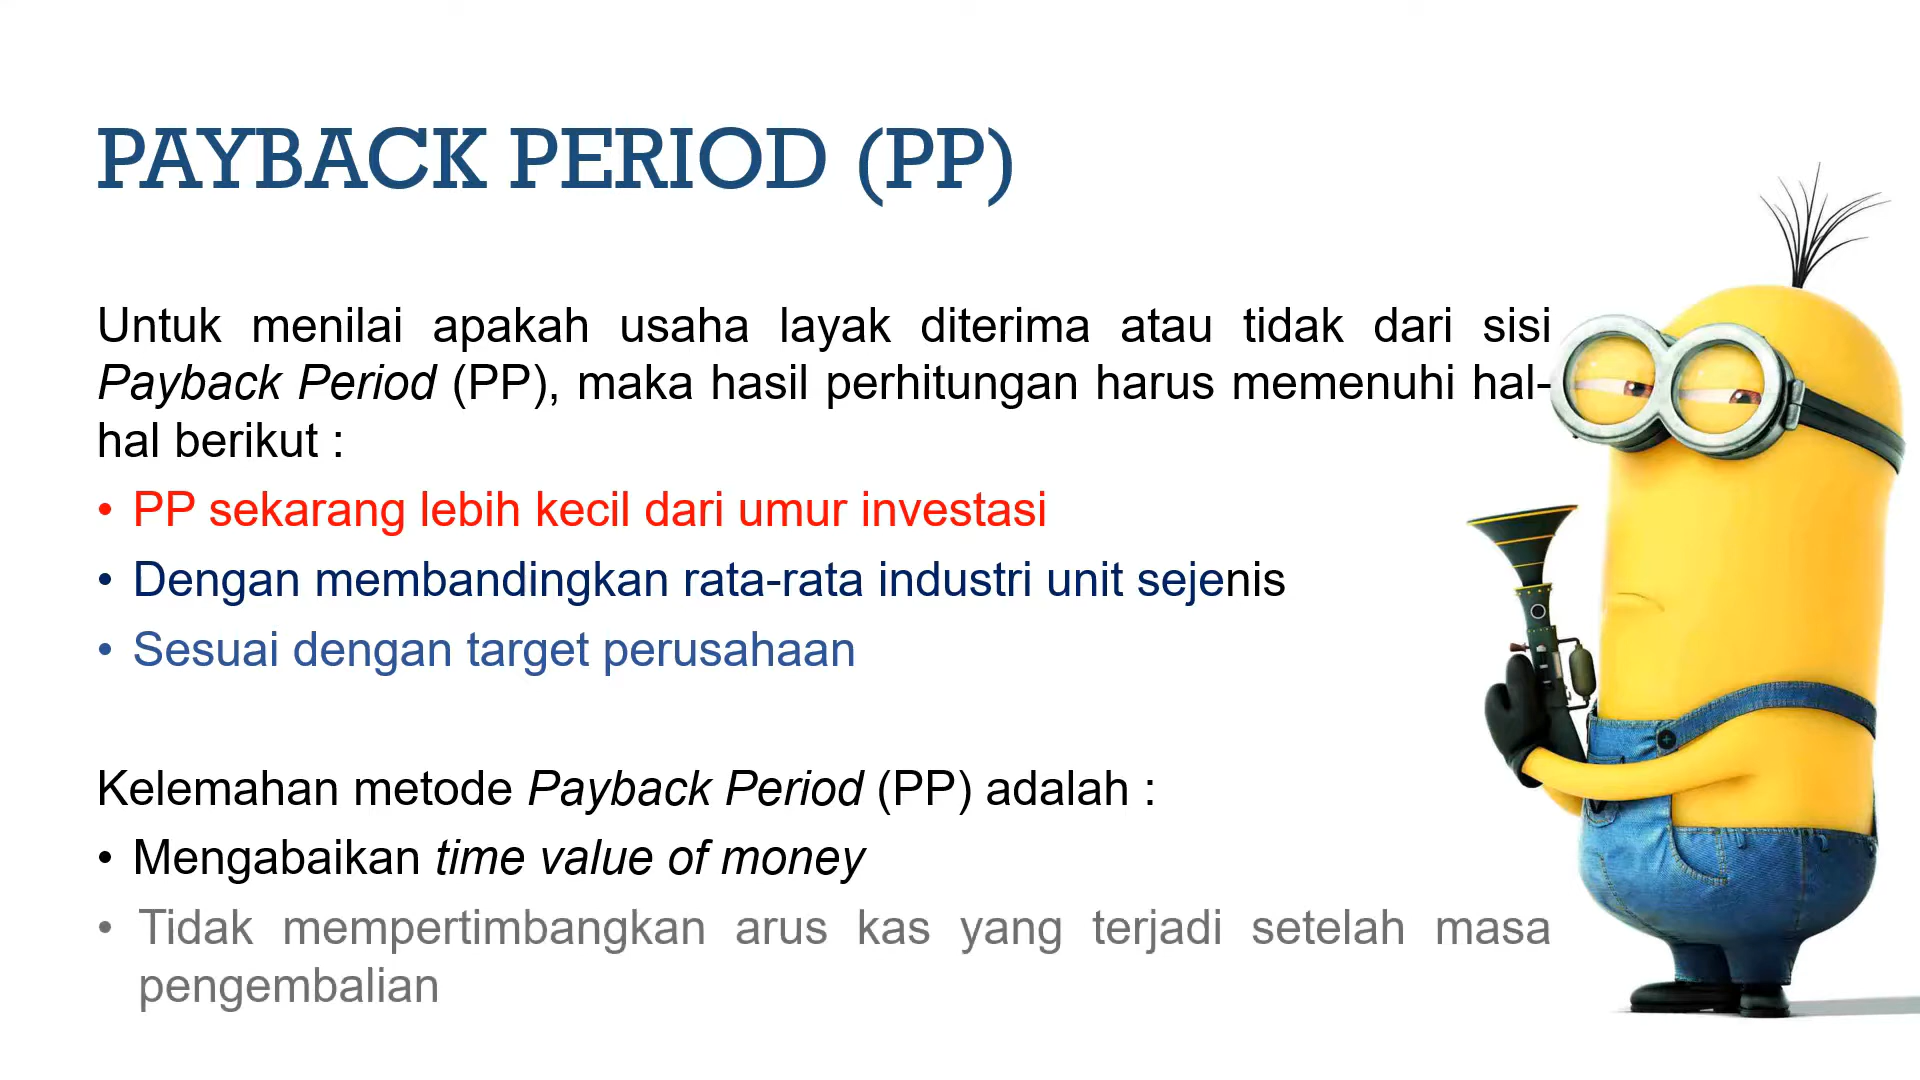 PAYBACK PERIOD (PP)
Untuk menilai apakah usaha layak diterima atau tidak dari sisi
Payback Period (PP), maka hasil perhitungan harus memenuhi hal-
hal berikut :
• PP sekarang lebih kecil dari umur investasi
• Dengan membandingkan rata-rata industri unit sejenis
• Sesuai dengan target perusahaan
Kelemahan metode Payback Period (PP) adalah :
• Mengabaikan time value of money
• Tidak mempertimbangkan arus kas yang terjadi setelah masa
pengembalian